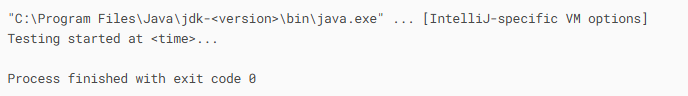 "C:\Program Files\Java\jdk-<version>\bin\java.exe" ... [IntelliJ-specific VM options]
Testing started at <time>...
Process finished with exit code 0